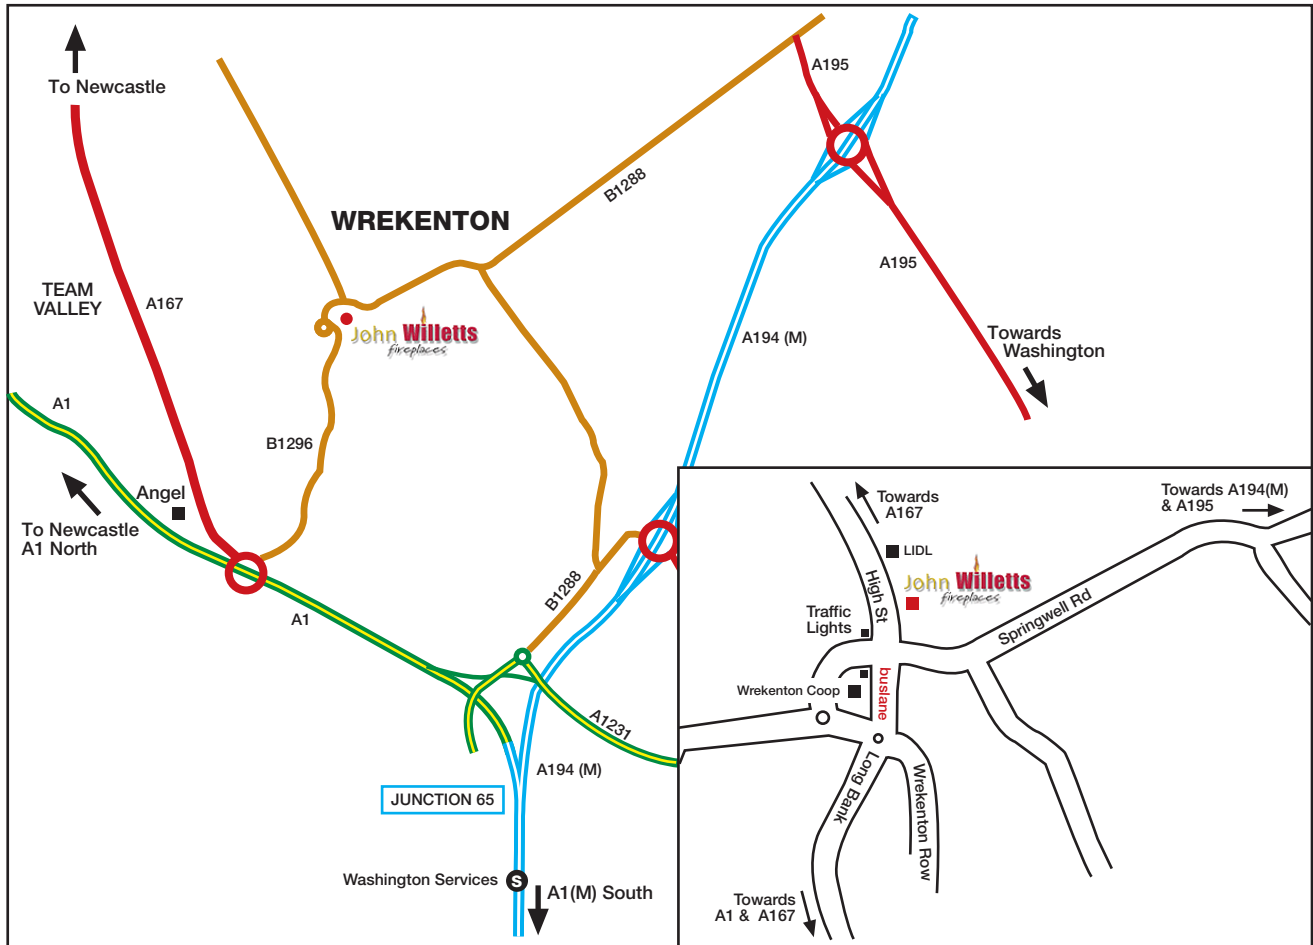 To Newcastle
A195
B1288
WREKENTON
A195
TEAM
VALLEY
A167
John Willetts
fireplaces
A194 (M)
Towards
Washington
A1
B1296
Angel
To Newcastle
A1 North
A1
B1288
A1231
A194 (M)
JUNCTION 65
Washington Services
S
A1(M) South
Towards
A167
Towards A194(M)
& A195
LIDL
John Willetts
fireplaces
High St
Traffic
Lights
Springwell Rd
Wrekenton Coop
buslane
Long Bank
Wrekenton Row
Towards
A1 & A167